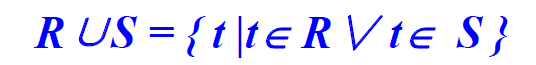 R ∪S = { t |t∈ R ∨ t∈ S }